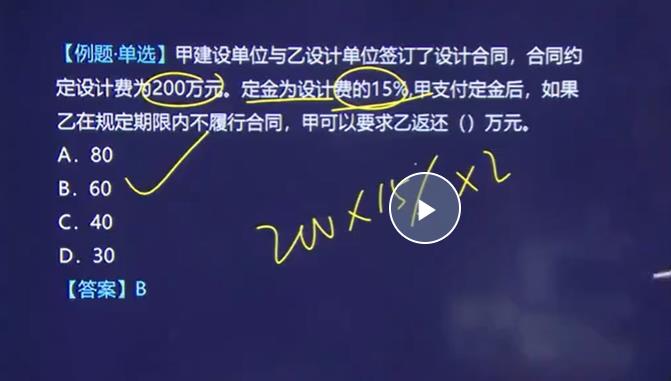 【例题·单选】甲建设单位与乙设计单位签订了设计合同，合同约
定设计费为200万元。定金为设计费的15%,甲支付定金后，如果
乙在规定期限内不履行合同，甲可以要求乙返还（）万元。
A．80
B．60
C．40
D．30
200×15%×2
【答案】B